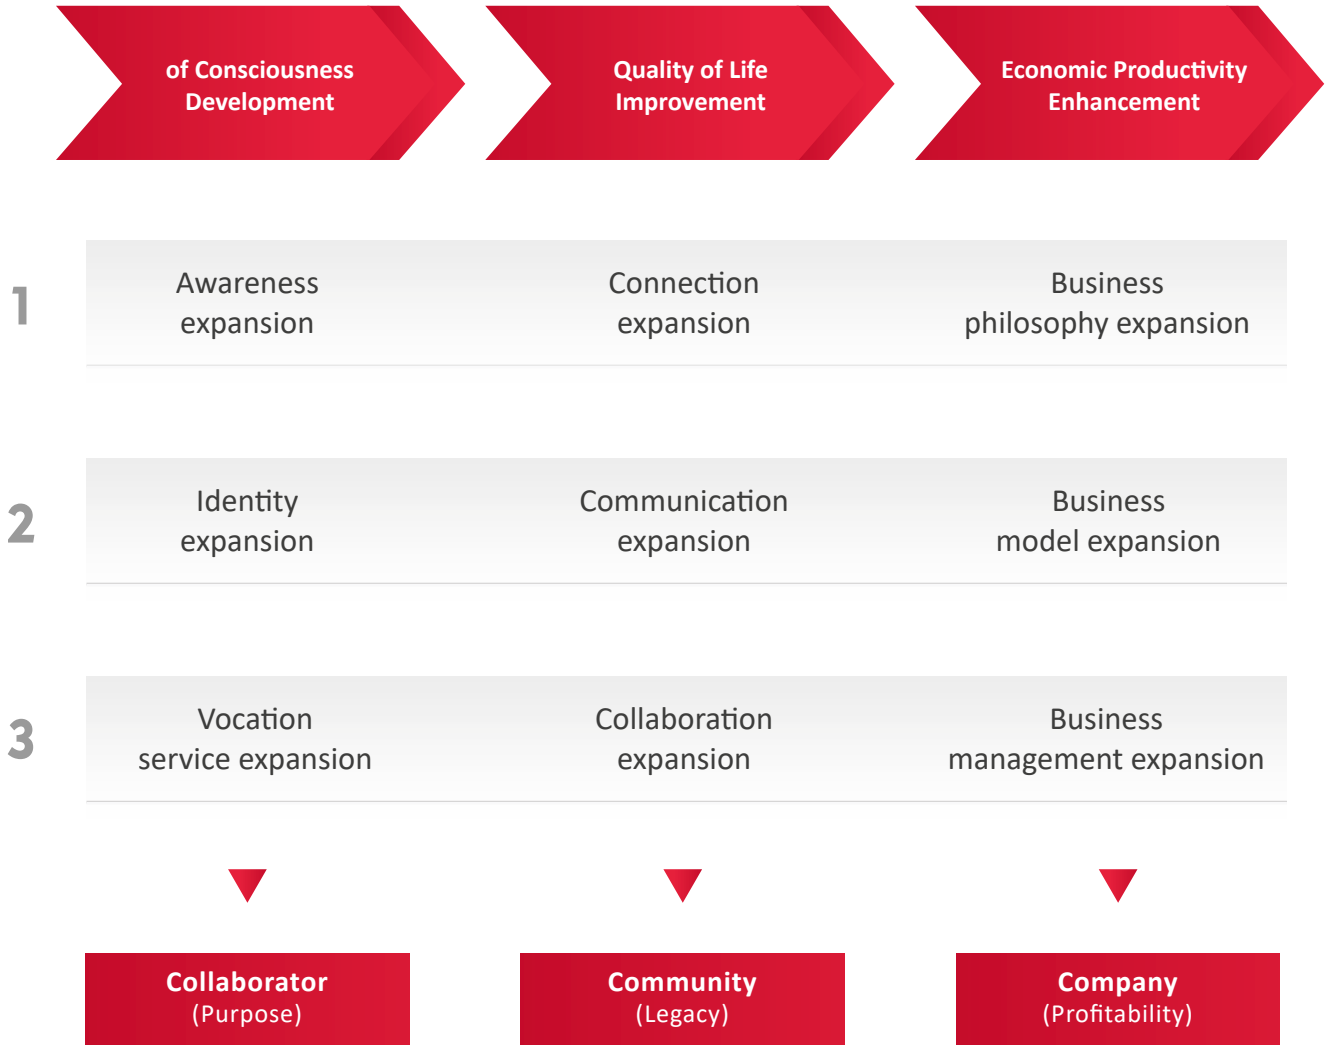 of Consciousness
Development
Quality of Life
Improvement
Economic Productivity
Enhancement
1
Awareness
expansion
Connection
expansion
Business
philosophy expansion
2
Identity
expansion
Communication
expansion
Business
model expansion
3
Vocation
service expansion
Collaboration
expansion
Business
management expansion
Collaborator
(Purpose)
Community
(Legacy)
Company
(Profitability)